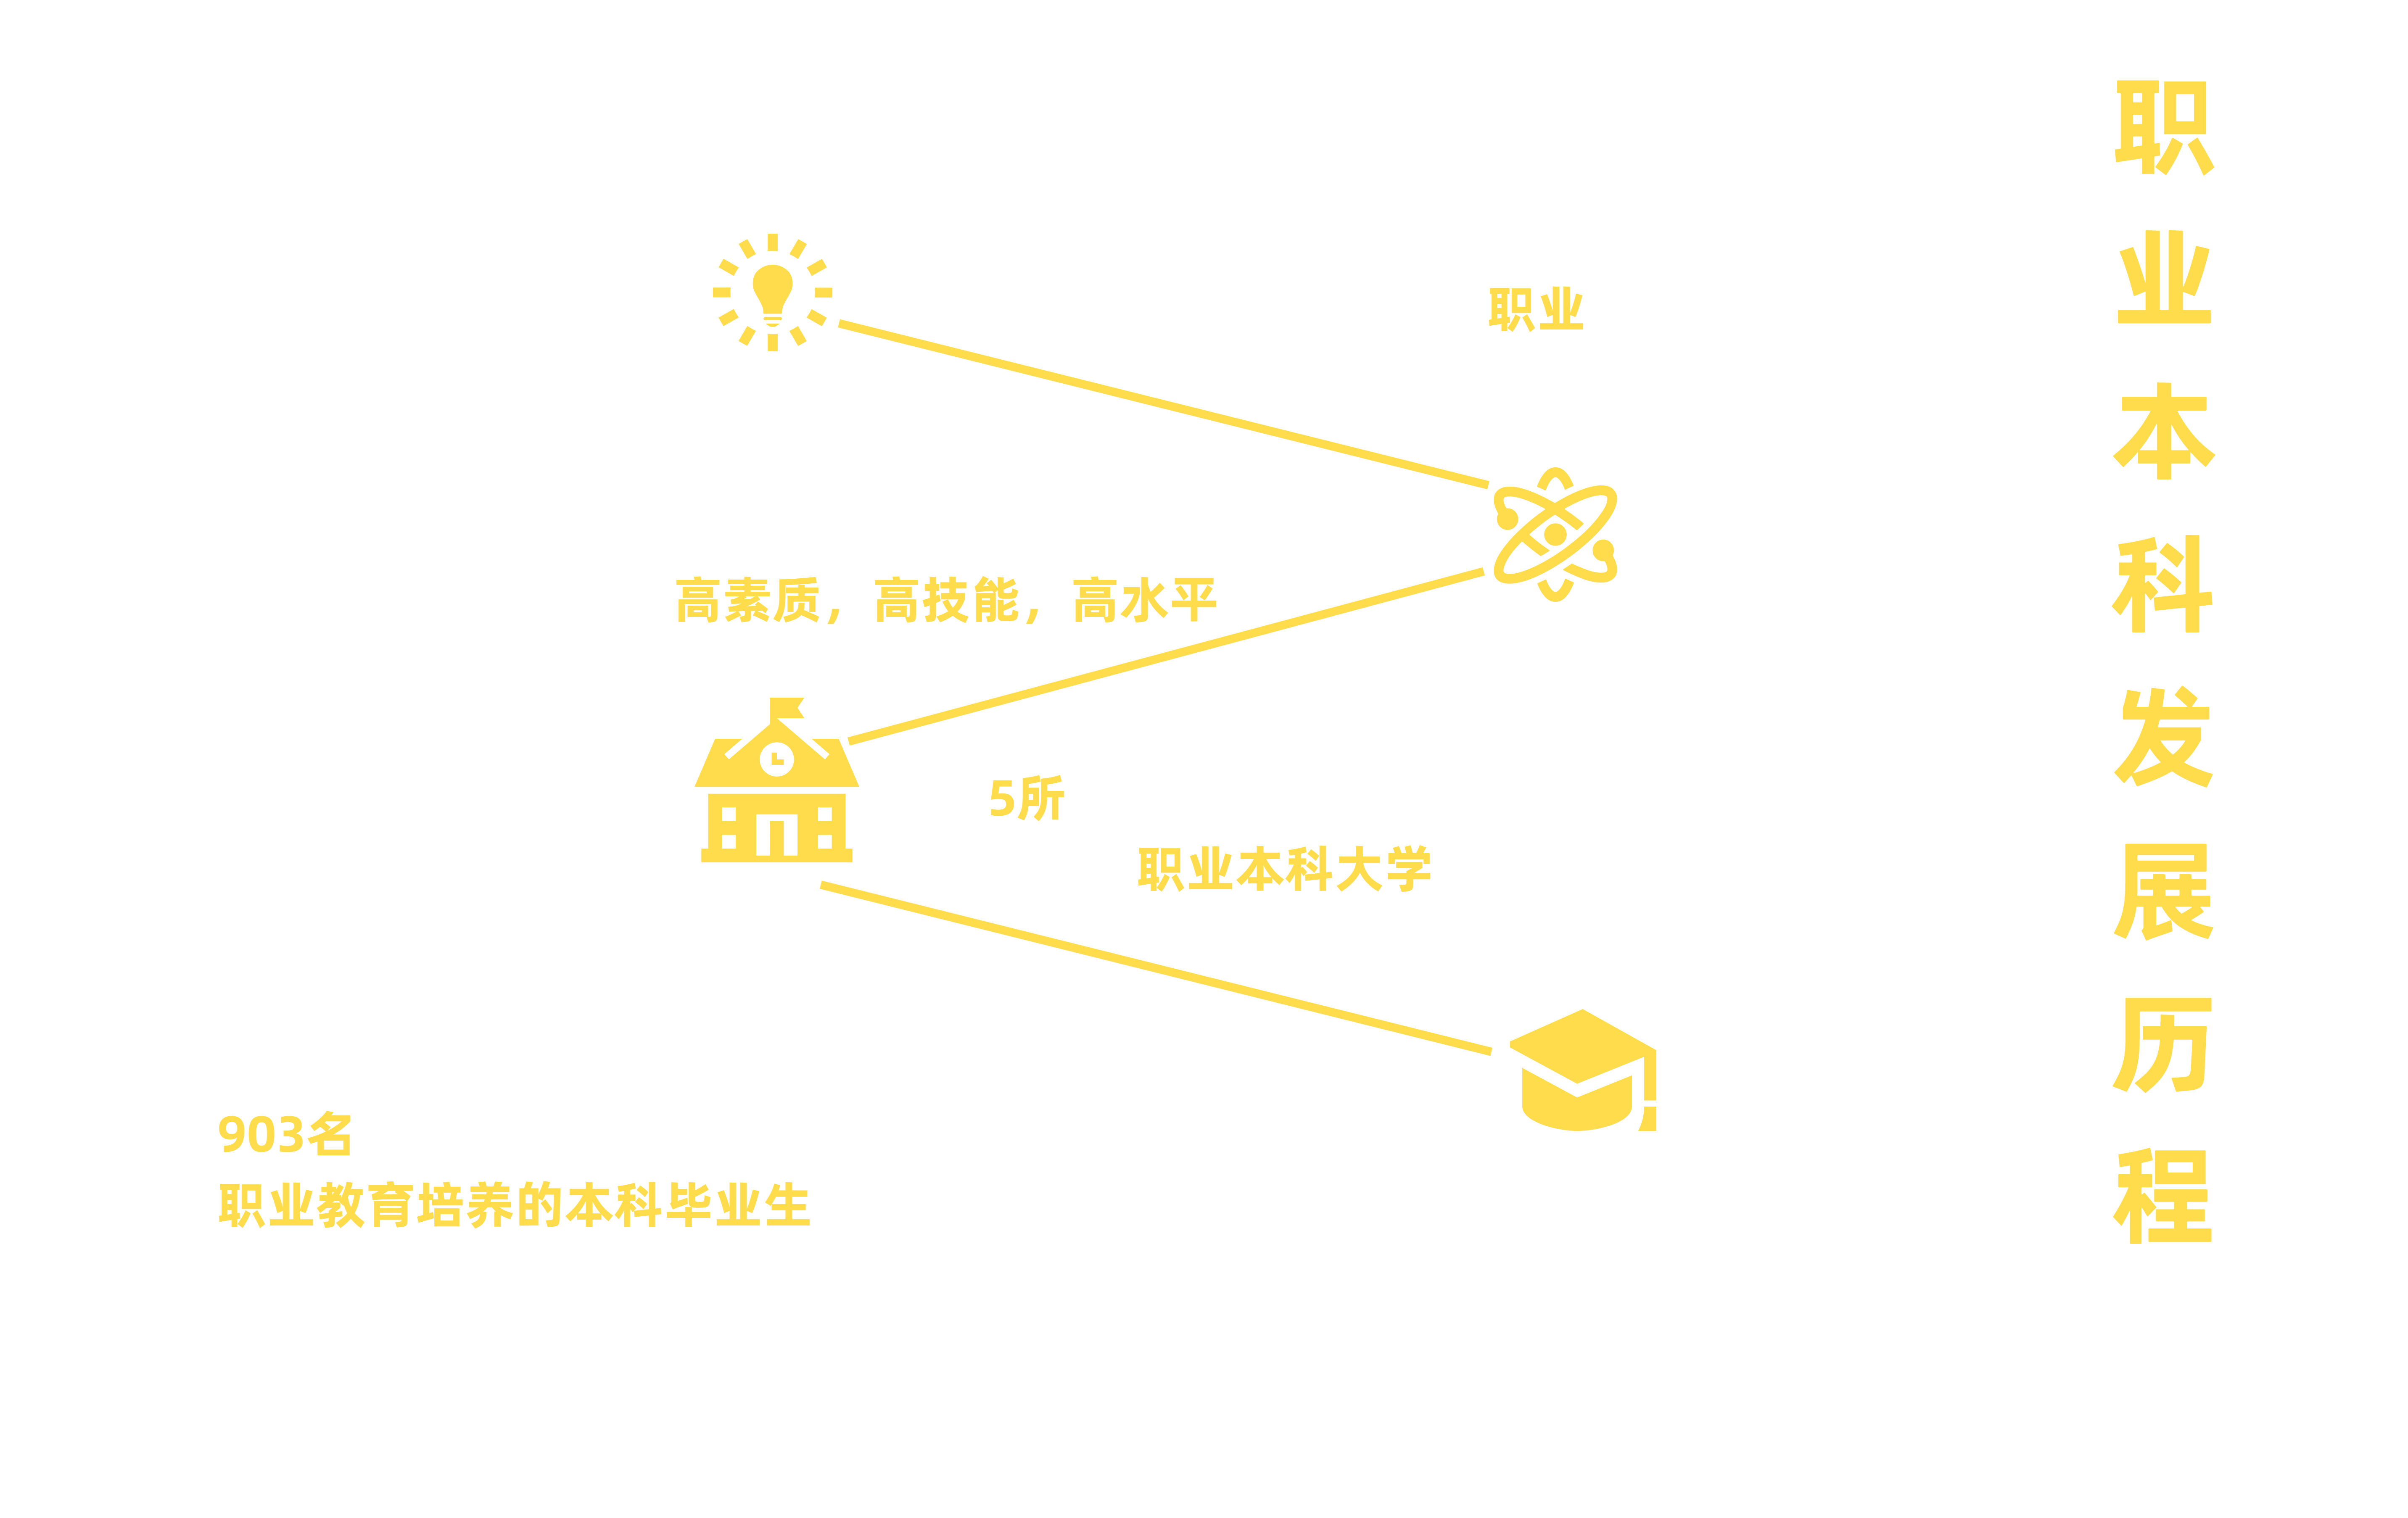 职业本科发展历程
职业
高素质, 高技能, 高水平
5所
职业本科大学
903名
职业教育培养的本科毕业生